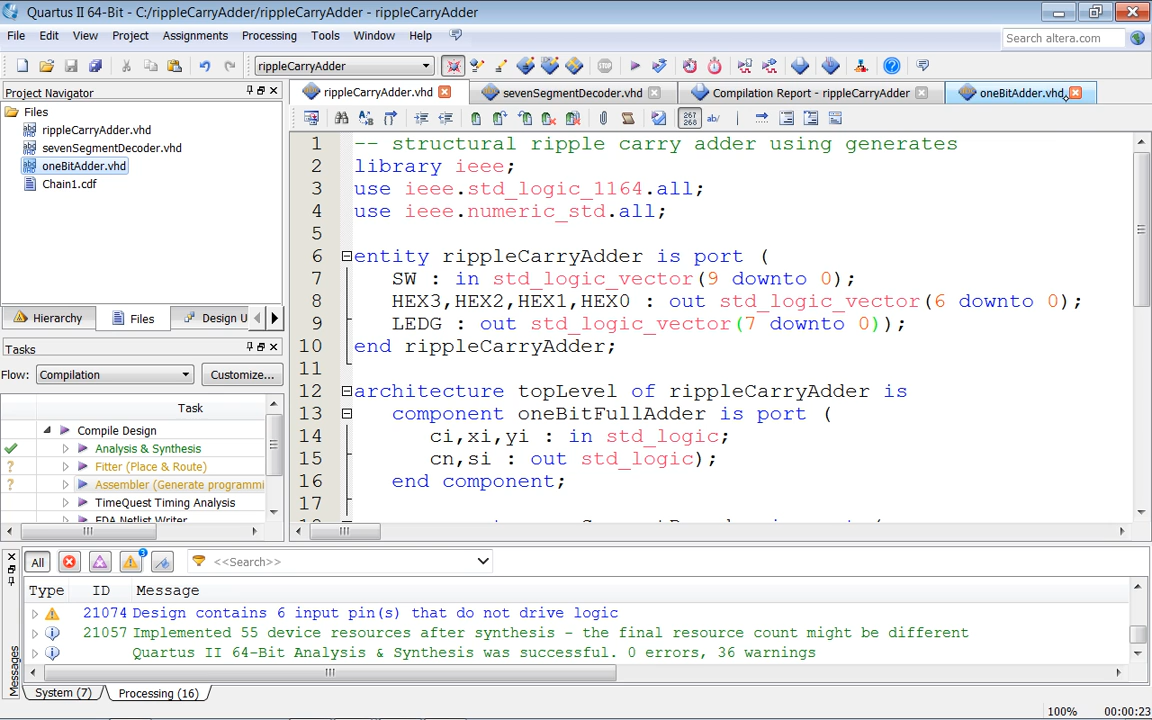 Quartus II 64-Bit - C:/rippleCarryAdder/rippleCarryAdder - rippleCarryAdder
File Edit View Project Assignments Processing Tools Window Help
Search altera.com
rippleCarryAdder
Project Navigator
rippleCarryAdder.vhd sevenSegmentDecoder.vhd Compilation Report - rippleCarryAdder oneBitAdder.vhd
Files
rippleCarryAdder.vhd
sevenSegmentDecoder.vhd
oneBitAdder.vhd
Chain1.cdf
Hierarchy Files Design U
Tasks
Flow: Compilation Customize...
Task
Compile Design
Analysis & Synthesis
Fitter (Place & Route)
Assembler (Generate programmi
TimeQuest Timing Analysis
EDA Netlist Writer
267
268
ab/
1 -- structural ripple carry adder using generates
2 library ieee;
3 use ieee.std_logic_1164.all;
4 use ieee.numeric_std.all;
5
6 entity rippleCarryAdder is port (
7 SW : in std_logic_vector(9 downto 0);
8 HEX3,HEX2,HEX1,HEX0 : out std_logic_vector(6 downto 0);
9 LEDG : out std_logic_vector(7 downto 0));
10 end rippleCarryAdder;
11
12 architecture topLevel of rippleCarryAdder is
13 component oneBitFullAdder is port (
14 ci,xi,yi : in std_logic;
15 cn,si : out std_logic);
16 end component;
17
All 3 <<Search>>
Type ID Message
21074 Design contains 6 input pin(s) that do not drive logic
21057 Implemented 55 device resources after synthesis - the final resource count might be different
Quartus II 64-Bit Analysis & Synthesis was successful. 0 errors, 36 warnings
Messages
System (7) Processing (16)
100% 00:00:23